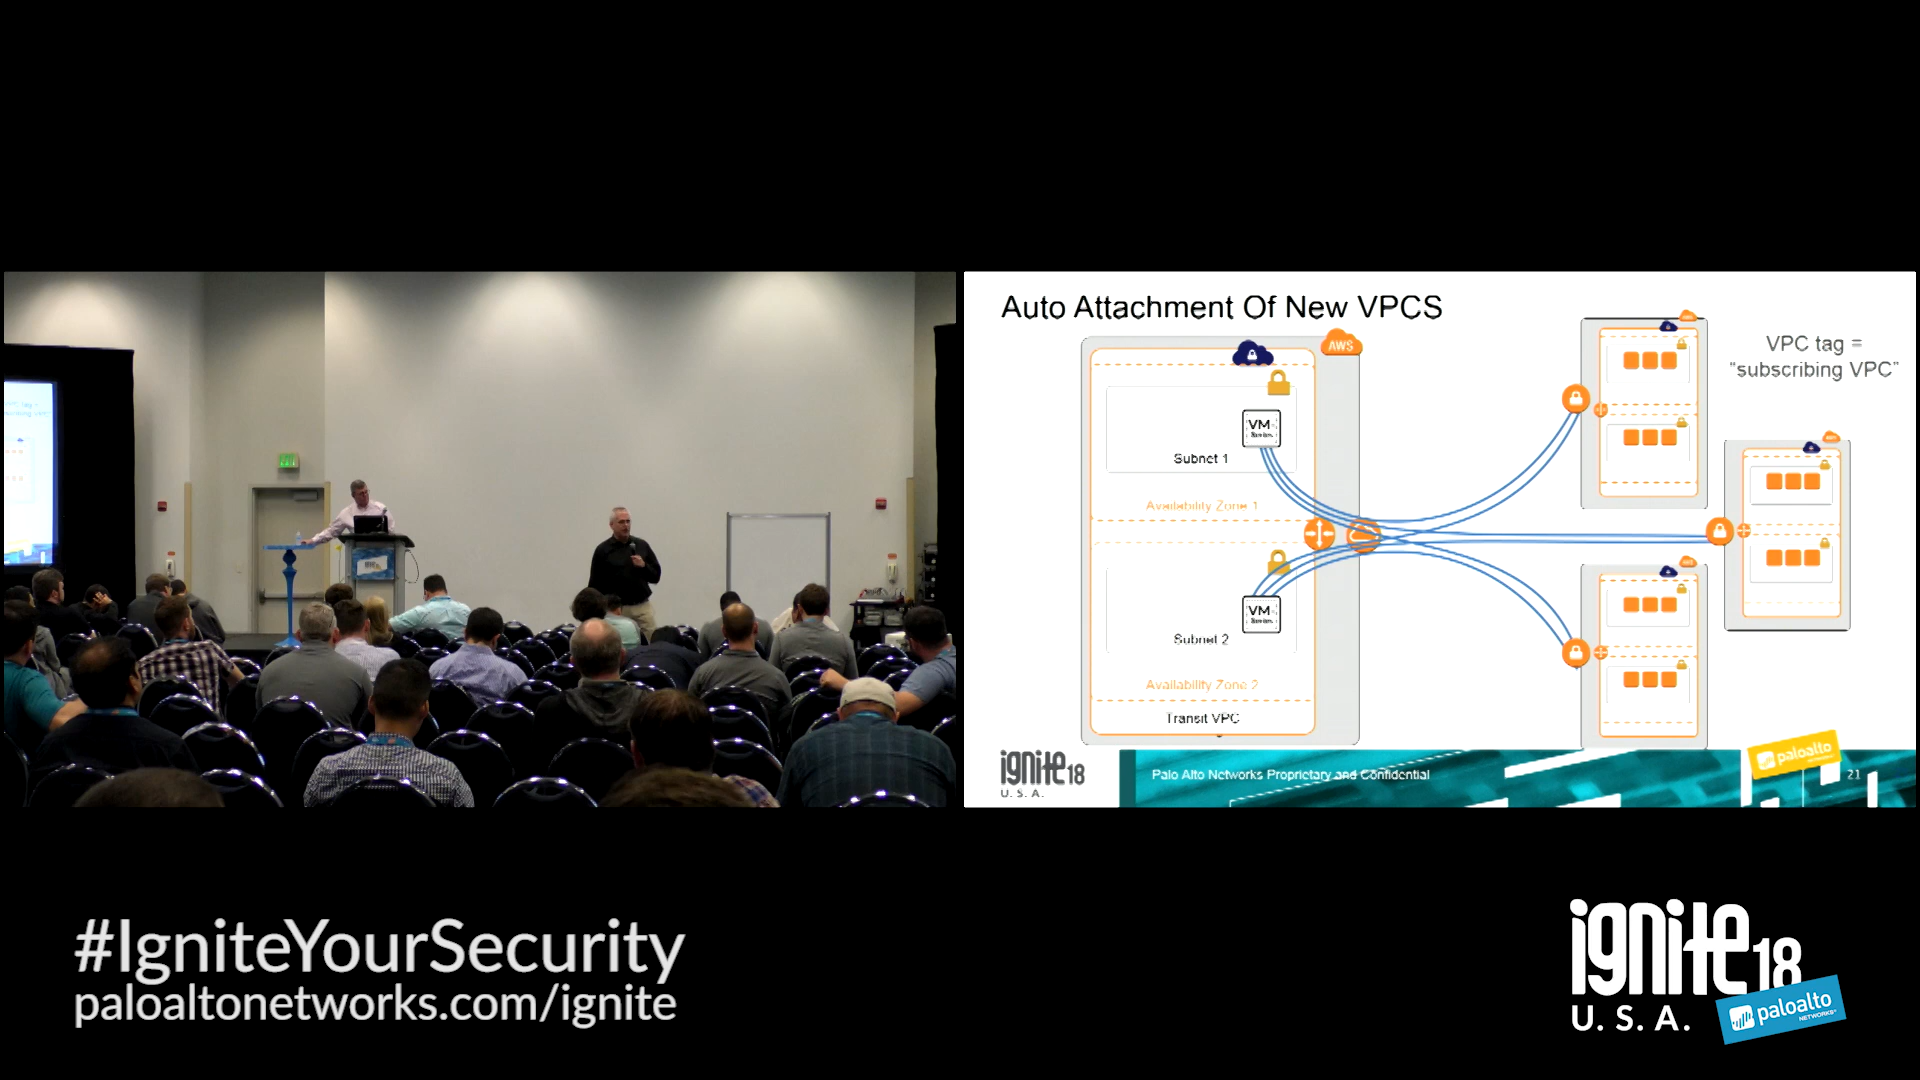 Auto Attachment Of New VPCS
AWS
VPC tag =
"subscribing VPC"
VM-
Subnet 1
Availability Zone 1
VM-
Subnet 2
Availability Zone 2
Transit VPC
ignite18
U. S. A.
Palo Alto Networks Proprietary and Confidential
paloalto
21
#IgniteYourSecurity
paloaltonetworks.com/ignite
ignite18
U. S. A.
paloalto
NETWORKS